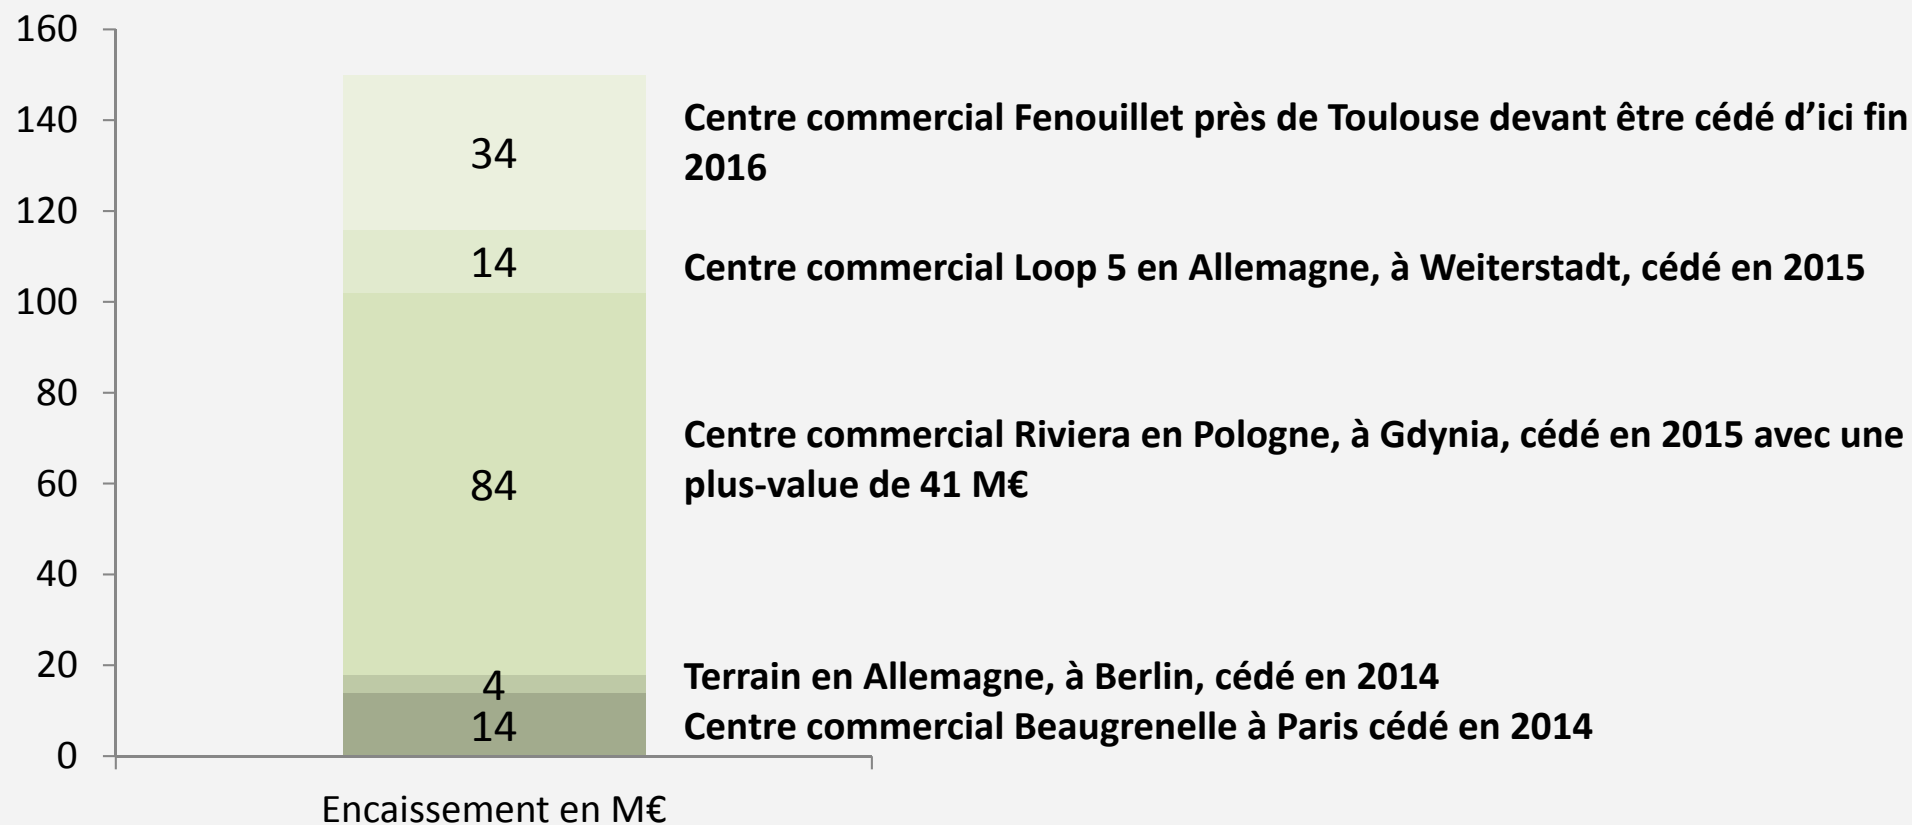 160
140
120
100
80
60
40
20
0
34
14
84
4
14
Centre commercial Fenouillet près de Toulouse devant être cédé d’ici fin
2016
Centre commercial Loop 5 en Allemagne, à Weiterstadt, cédé en 2015
Centre commercial Riviera en Pologne, à Gdynia, cédé en 2015 avec une
plus-value de 41 M€
Terrain en Allemagne, à Berlin, cédé en 2014
Centre commercial Beaugrenelle à Paris cédé en 2014
Encaissement en M€